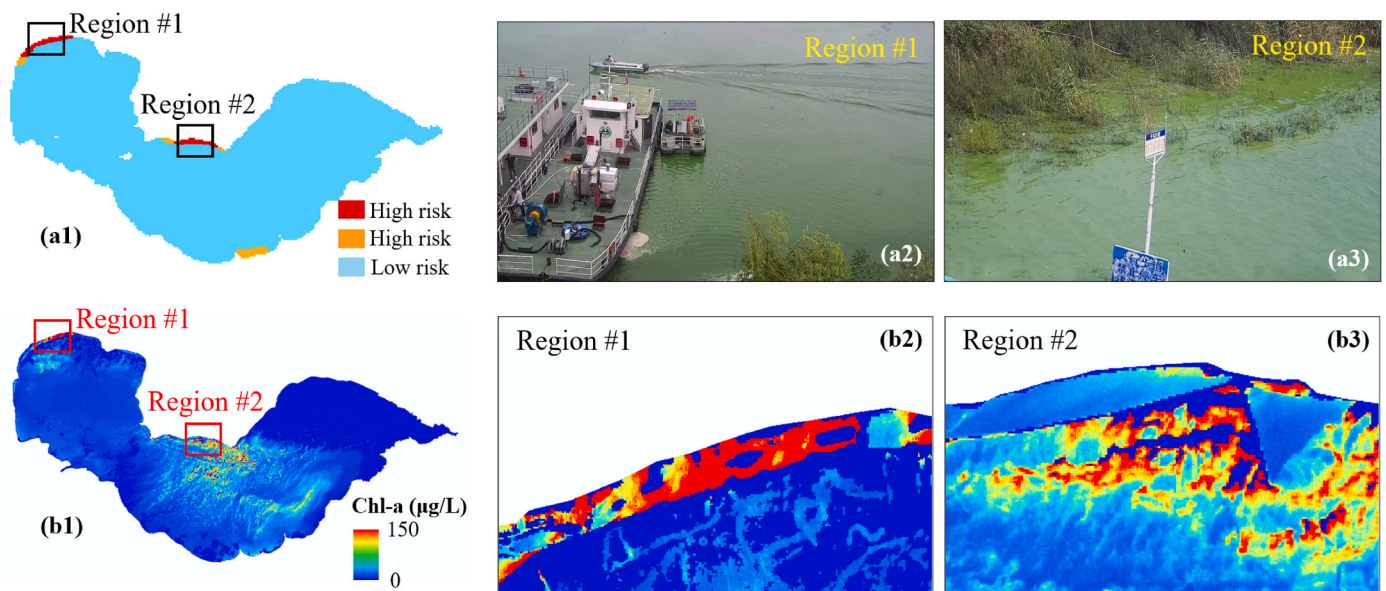 Region #1
Region #2
High risk
High risk
Low risk
(a1)
Region #1
(a2)
Region #2
(a3)
Region #1
Region #2
Chl-a (μg/L)
150
0
(b1)
Region #1
(b2)
Region #2
(b3)